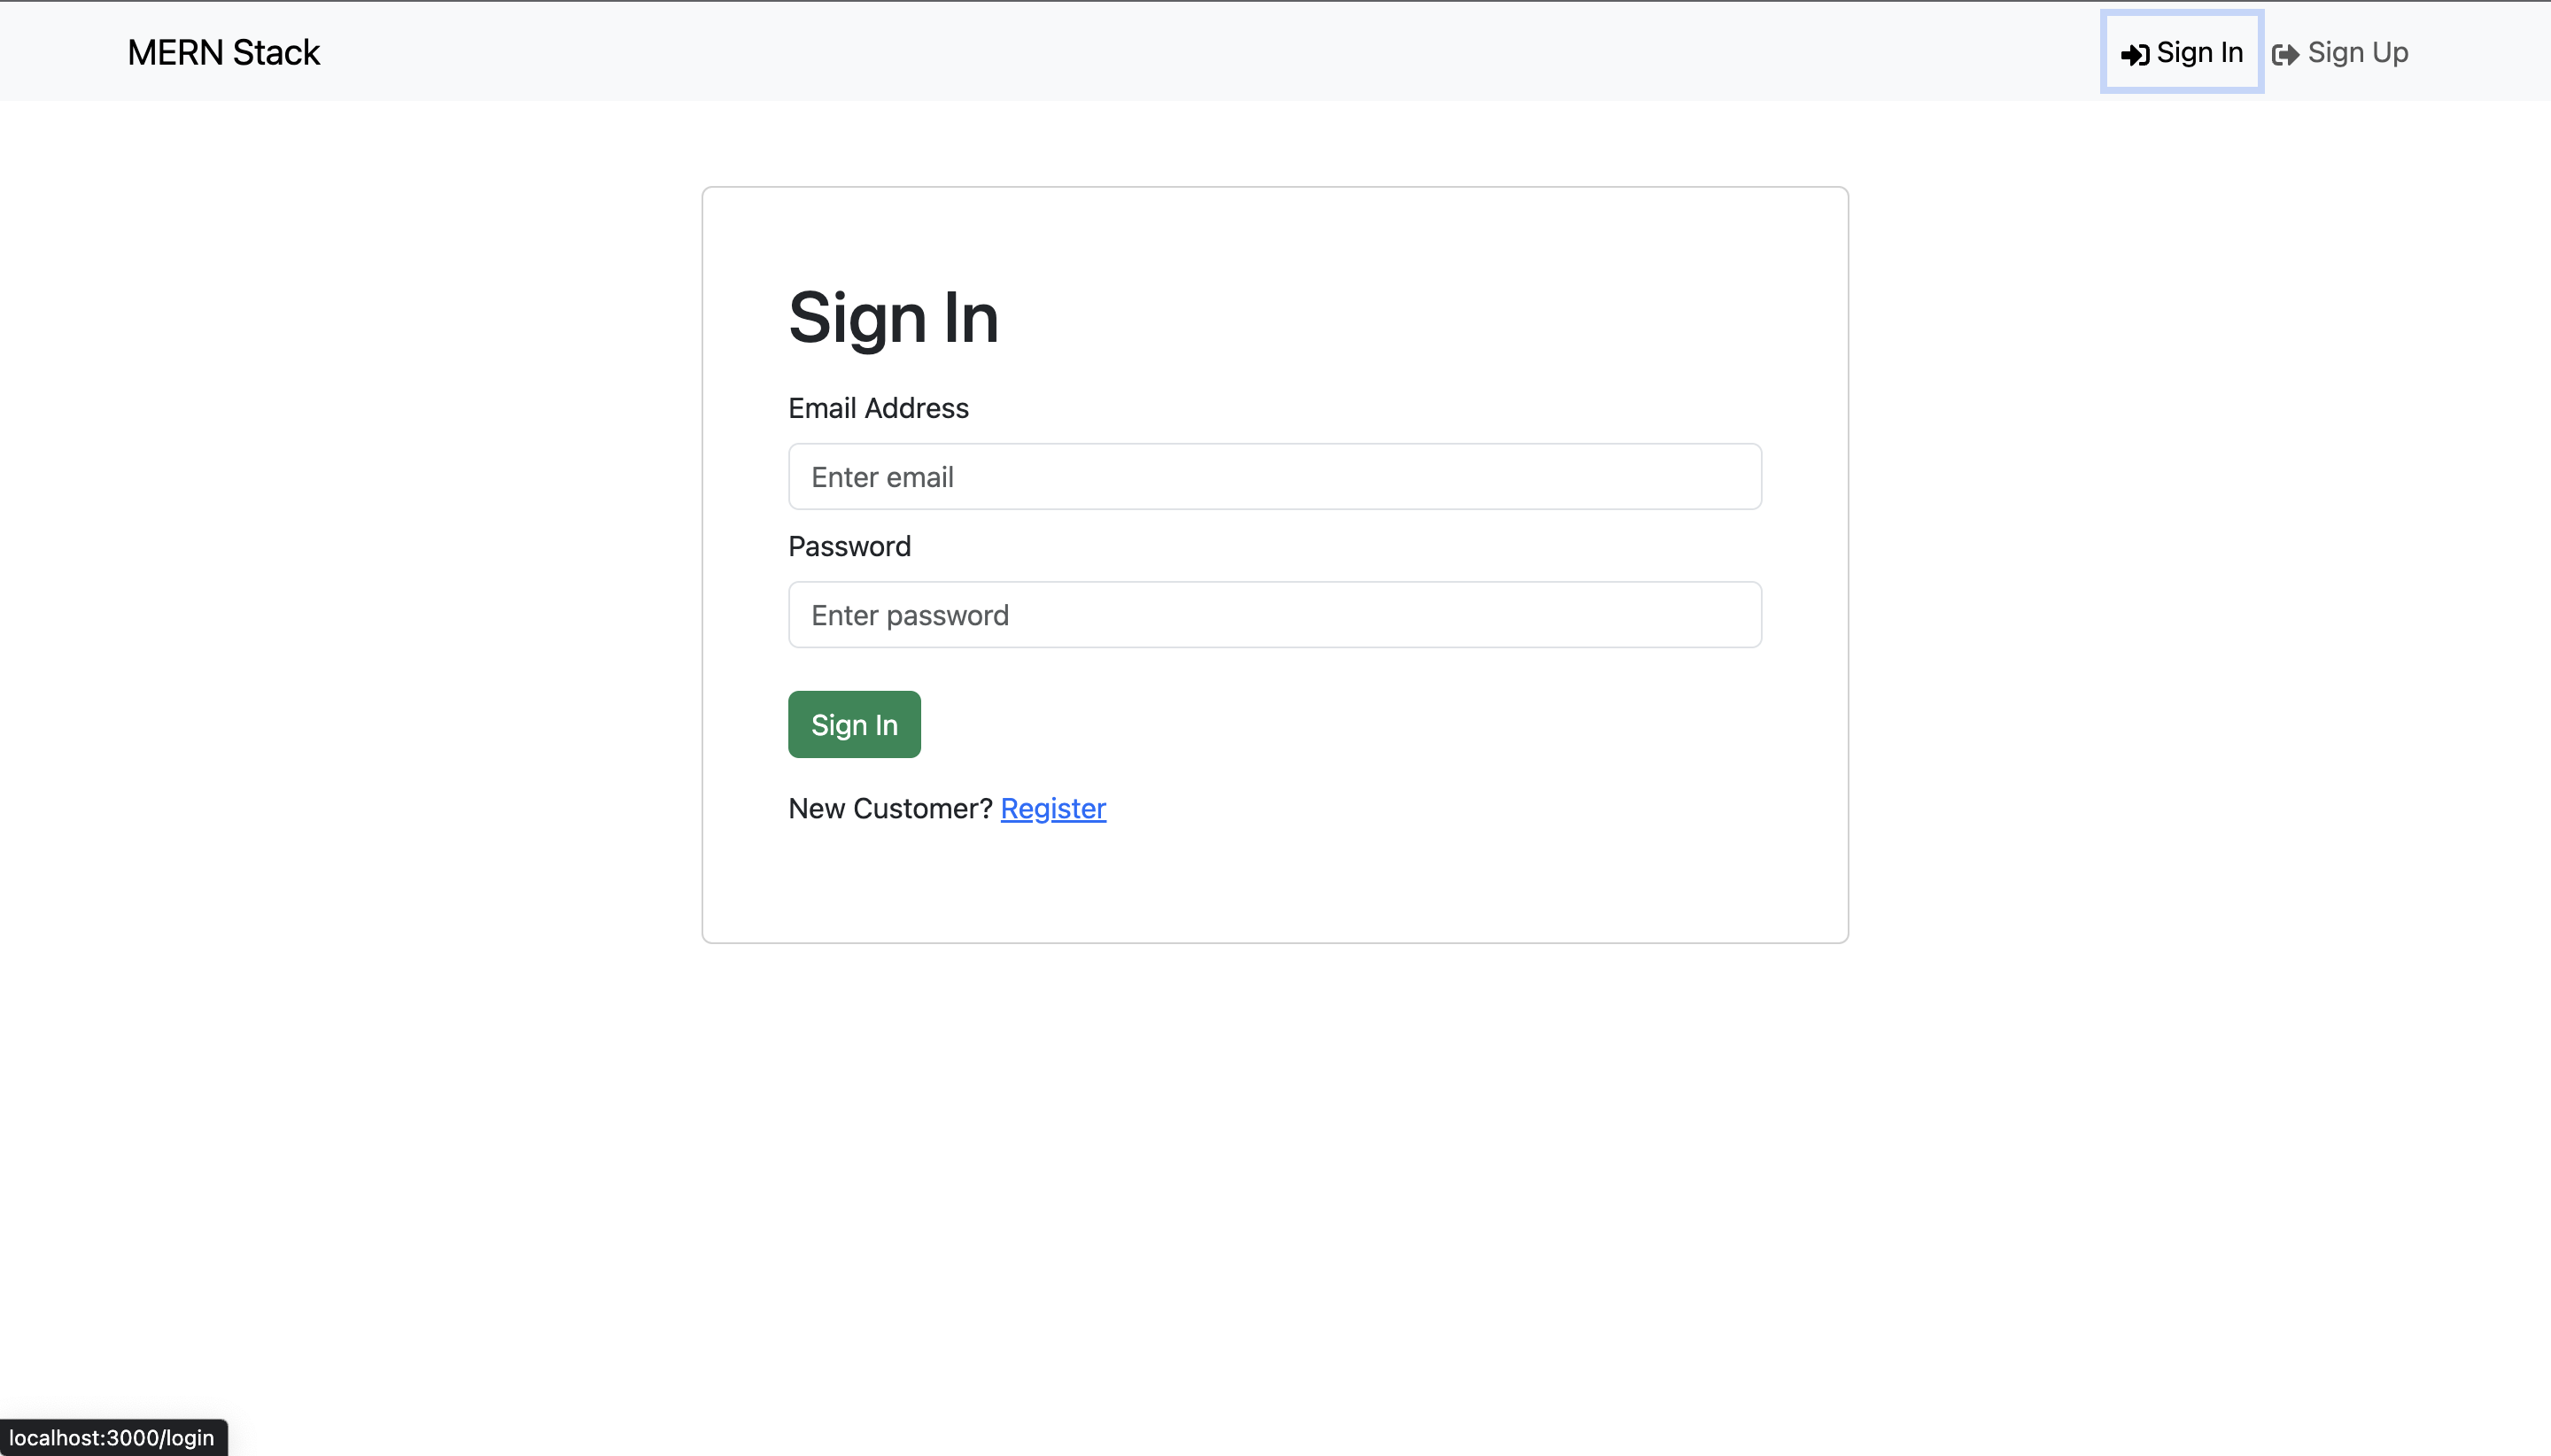 MERN Stack
Sign In
Sign Up
Sign In
Email Address
Enter email
Password
Enter password
Sign In
New Customer? Register
localhost:3000/login